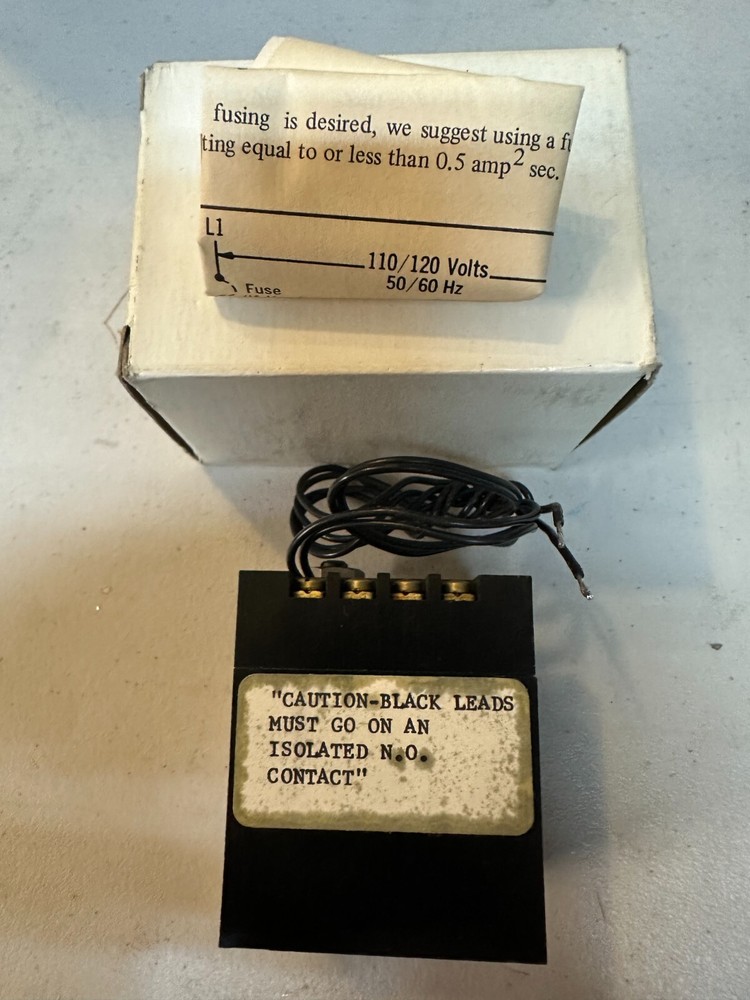 fusing is desired, we suggest using a
ting equal to or less than 0.5 amp2 sec.
L1
110/120 Volts
Fuse
50/60 Hz
"CAUTION-BLACK LEADS
MUST GO ON AN
ISOLATED N.O.
CONTACT"